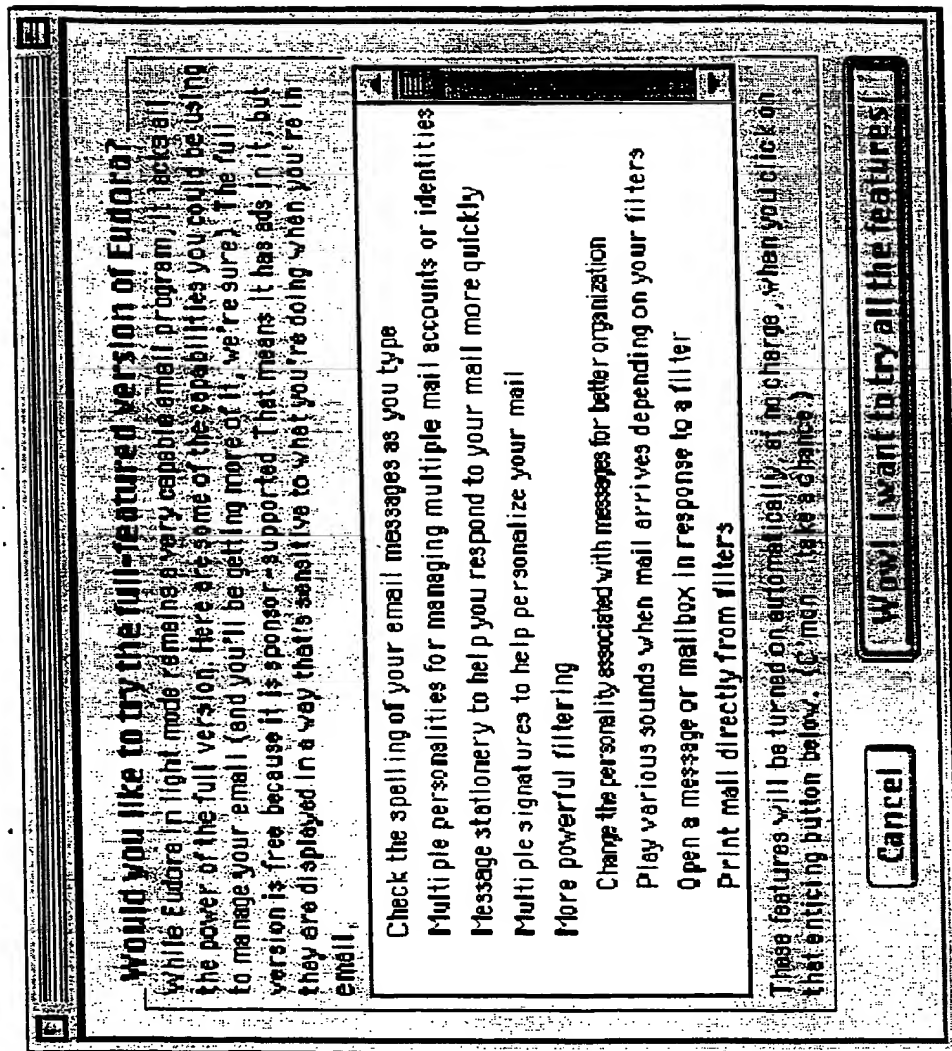 Would you like to try the full-featured version of Eudora?
While Eudora in light mode remains a very capable email program, it lacks all
the power of the full version. Here are some of the capabilities you could be using
to manage your email (and you'll be getting more of it, we're sure). The full
version is free because it is sponsor-supported. That means it has ads in it, but
they are displayed in a way that's sensitive to what you're doing when you're in
email.
Check the spelling of your email messages as you type
Multiple personalities for managing multiple mail accounts or identities
Message stationery to help you respond to your mail more quickly
Multiple signatures to help personalize your mail
More powerful filtering
Change the personality associated with messages for better organization
Play various sounds when mail arrives depending on your filters
Open a message or mailbox in response to a filter
Print mail directly from filters
These features will be turned on automatically, at no charge, when you click on
that enticing button below. (C'mon, take a chance.)
Cancel
Wow! I want to try all the features!